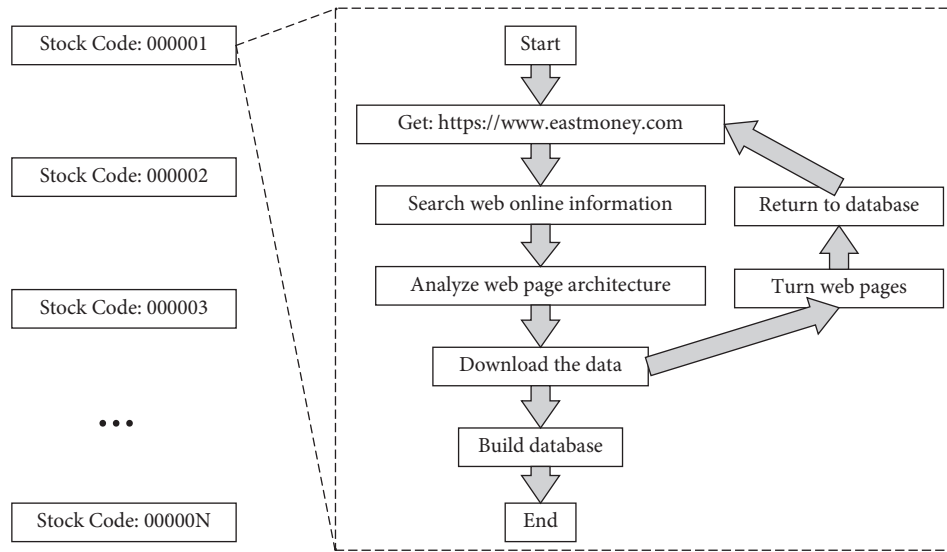 Stock Code: 000001
Stock Code: 000002
Stock Code: 000003
...
Stock Code: 00000N
Start
Get: https://www.eastmoney.com
Search web online information
Analyze web page architecture
Download the data
Build database
End
Return to database
Turn web pages